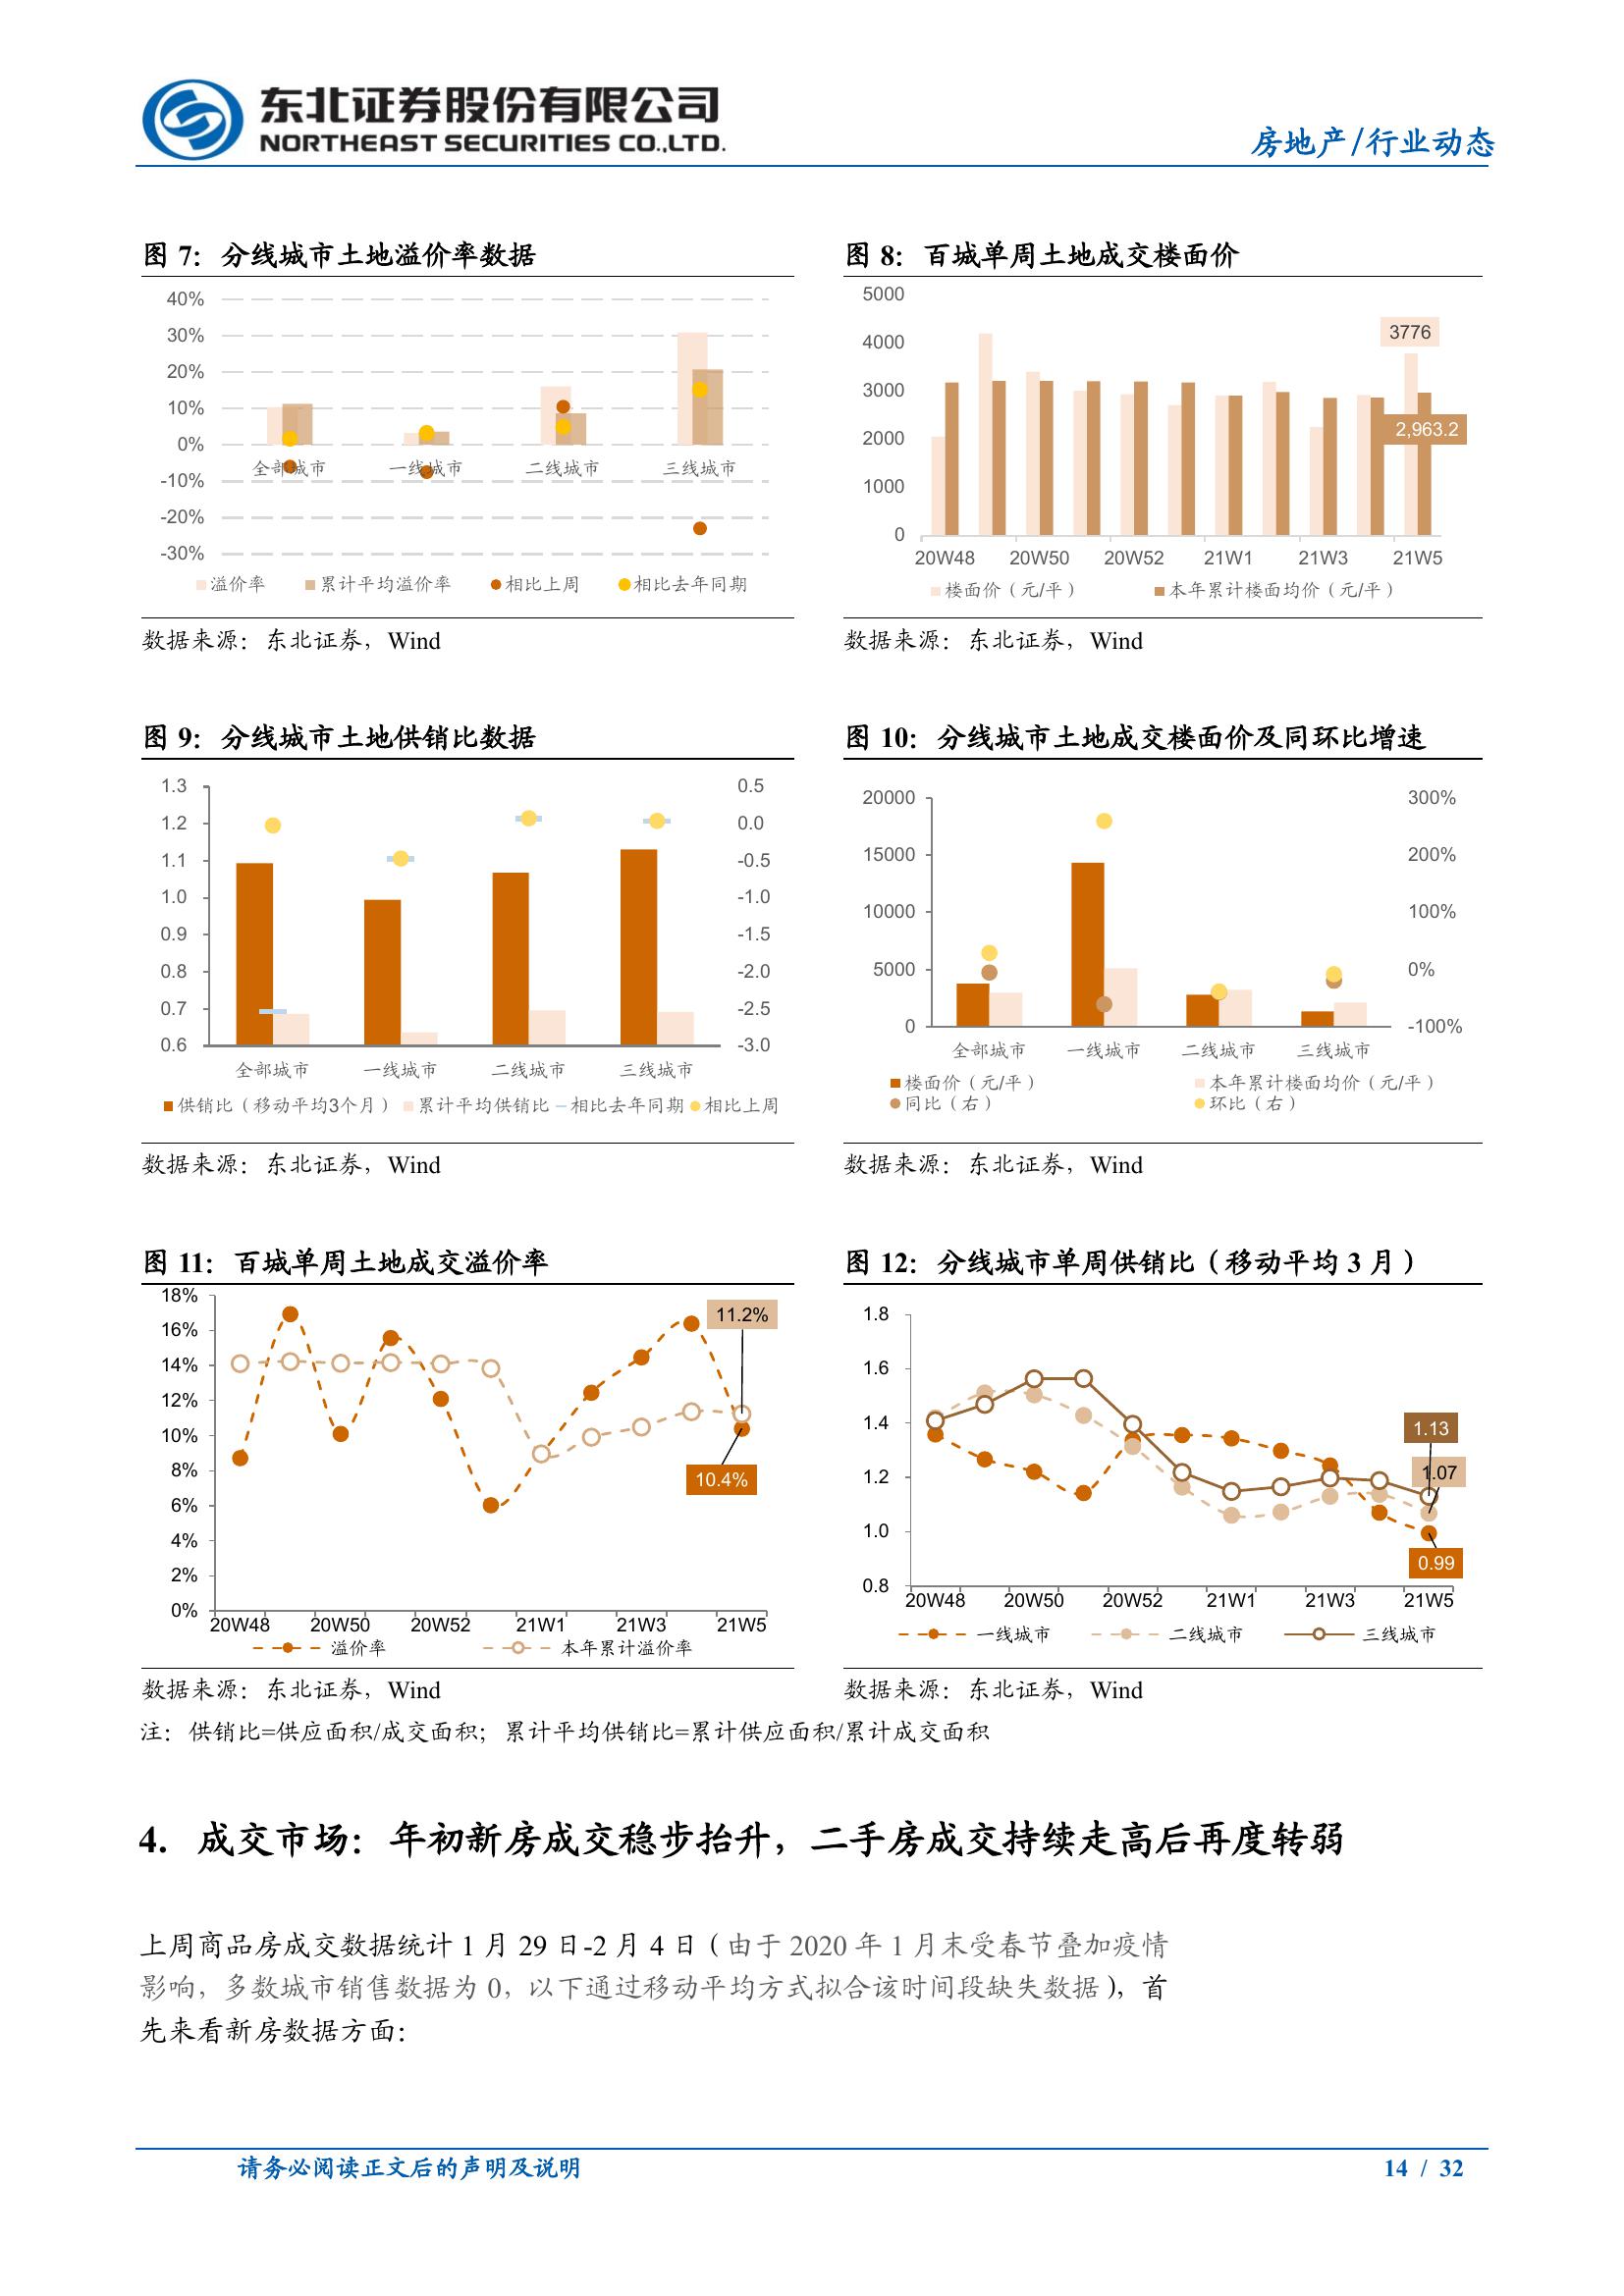 东北证券股份有限公司
NORTHEAST SECURITIES CO.,LTD.
房地产/行业动态
图 7：分线城市土地溢价率数据
40%
30%
20%
10%
0%
-10%
-20%
-30%
全部城市 一线城市 二线城市 三线城市
溢价率 累计平均溢价率 相比上周 相比去年同期
数据来源：东北证券，Wind
图 8：百城单周土地成交楼面价
5000
4000
3000
2000
1000
0
3776
2,963.2
20W48 20W50 20W52 21W1 21W3 21W5
楼面价（元/平） 本年累计楼面均价（元/平）
数据来源：东北证券，Wind
图 9：分线城市土地供销比数据
1.3 0.5
1.2 0.0
1.1 -0.5
1.0 -1.0
0.9 -1.5
0.8 -2.0
0.7 -2.5
0.6 -3.0
全部城市 一线城市 二线城市 三线城市
供销比（移动平均3个月） 累计平均供销比 相比去年同期 相比上周
数据来源：东北证券，Wind
图 10：分线城市土地成交楼面价及同环比增速
20000 300%
15000 200%
10000 100%
5000 0%
0 -100%
全部城市 一线城市 二线城市 三线城市
楼面价（元/平） 本年累计楼面均价（元/平）
同比（右） 环比（右）
数据来源：东北证券，Wind
图 11：百城单周土地成交溢价率
18%
16%
14%
12%
10%
8%
6%
4%
2%
0%
11.2%
10.4%
20W48 20W50 20W52 21W1 21W3 21W5
溢价率 本年累计溢价率
数据来源：东北证券，Wind
图 12：分线城市单周供销比（移动平均 3 月）
1.8
1.6
1.4
1.2
1.0
0.8
1.13
1.07
0.99
20W48 20W50 20W52 21W1 21W3 21W5
一线城市 二线城市 三线城市
数据来源：东北证券，Wind
注：供销比=供应面积/成交面积；累计平均供销比=累计供应面积/累计成交面积
4. 成交市场：年初新房成交稳步抬升，二手房成交持续走高后再度转弱
上周商品房成交数据统计 1 月 29 日-2 月 4 日（由于 2020 年 1 月末受春节叠加疫情
影响，多数城市销售数据为 0，以下通过移动平均方式拟合该时间段缺失数据），首
先来看新房数据方面：
请务必阅读正文后的声明及说明
14 / 32